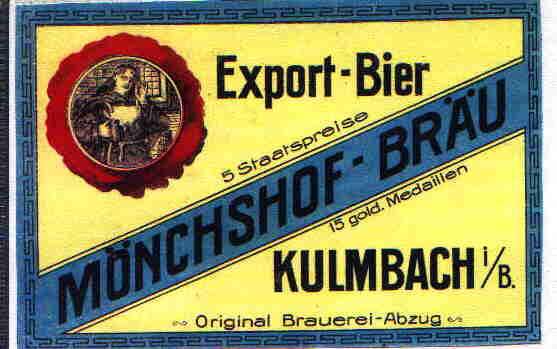 Export-Bier
5 Staatspreise
MÖNCHSHOF-BRÄU
15 gold. Medaillen
KULMBACH i/B.
Original Brauerei-Abzug